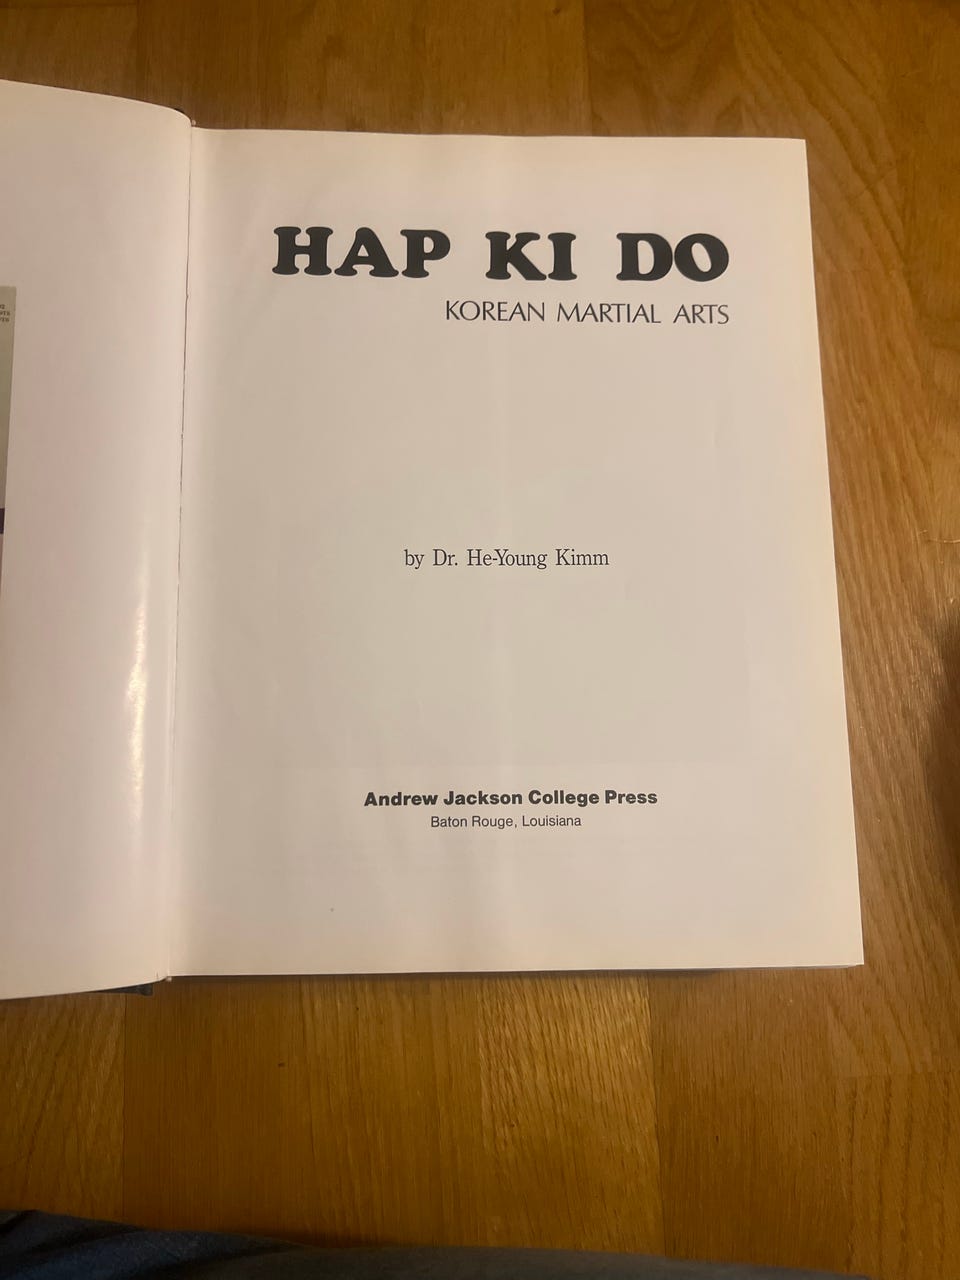 HAP KI DO
KOREAN MARTIAL ARTS
by Dr. He-Young Kimm
Andrew Jackson College Press
Baton Rouge, Louisiana